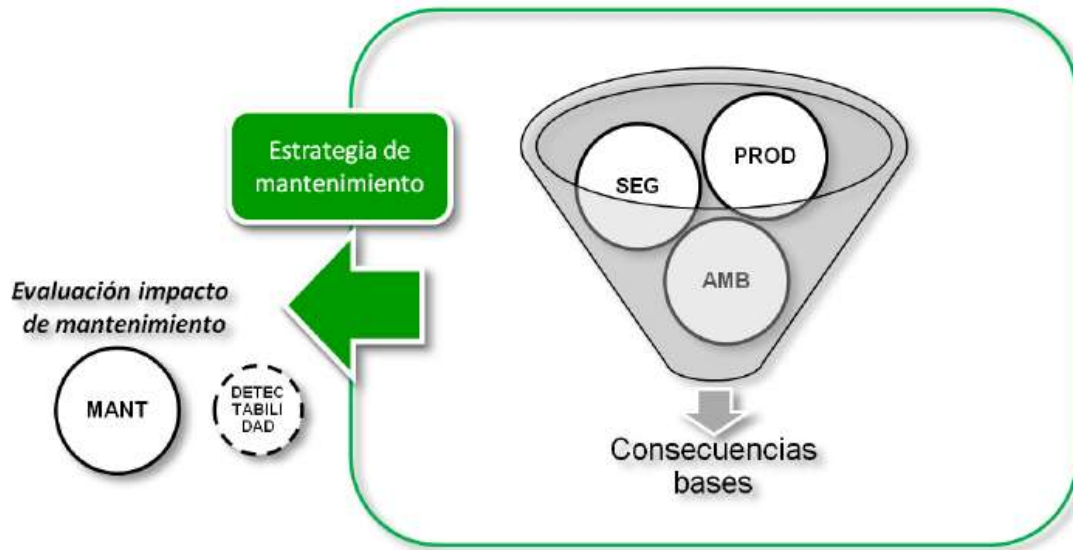 Estrategia de
mantenimiento
PROD
SEG
AMB
Evaluación impacto
de mantenimiento
MANT
DETEC
TABILI
DAD
Consecuencias
bases